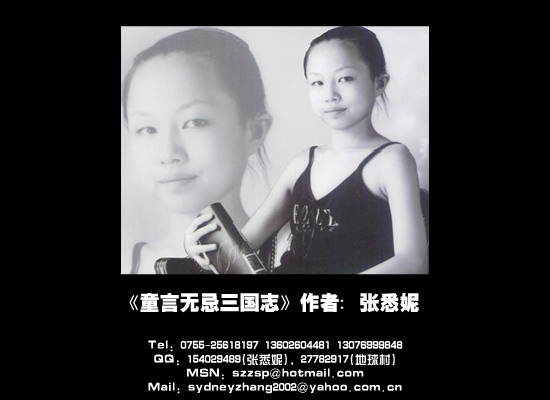 《童言无忌三国志》作者：张悉妮
Tel：0755-25618197 13602604481 13076999848
QQ：154029489(张悉妮)，27782917(地球村)
MSN：szzsp@hotmail.com
Mail：sydneyzhang2002@yahoo.com.cn